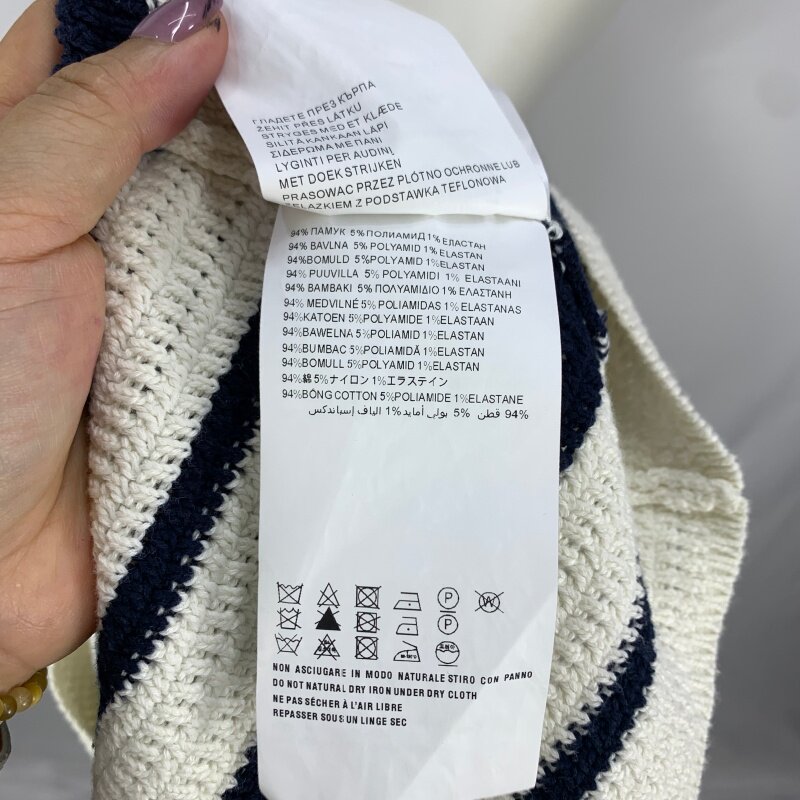 ГЛАДЕТЕ ПРЕЗ КЪРПА
ŽEHIT PŘES LÁTKU
STRYGES MED ET KLÆDE
SILITÄ KANKAAN LÄPI
ΣΙΔΕΡΩΜΑ ΜΕ ΠΑΝΙ
LYGINTI PER AUDINĮ
MET DOEK STRIJKEN
PRASOWAĆ PRZEZ PŁÓTNO OCHRONNE LUB
ŻELAZKIEM Z PODSTAWKA TEFLONOWA
94% ПАМУК 5% ПОЛИАМИД 1% ЕЛАСТАН
94% BAVLNA 5% POLYAMID 1% ELASTAN
94%BOMULD 5%POLYAMID 1% ELASTAN
94% PUUVILLA 5% POLYAMIDI 1% ELASTAANI
94% ΒΑΜΒΑΚΙ 5% ΠΟΛΥΑΜΙΔΙΟ 1% ΕΛΑΣΤΑΝΗ
94% MEDVILNĖ 5% POLIAMIDAS 1% ELASTANAS
94%KATOEN 5%POLYAMIDE 1%ELASTAAN
94%BAWEŁNA 5%POLIAMID 1%ELASTAN
94%BUMBAC 5%POLIAMIDĂ 1%ELASTAN
94%BOMULL 5%POLYAMID 1%ELASTAN
94%綿 5%ナイロン 1%エラステイン
94%BÔNG COTTON 5%POLIAMIDE 1%ELASTANE
94% قطن 5% بولي أمايد 1% الياف إسباندكس
P
W
P
NON ASCIUGARE IN MODO NATURALE STIRO CON PANNO
DO NOT NATURAL DRY IRON UNDER DRY CLOTH
NE PAS SÉCHER À L'AIR LIBRE
REPASSER SOUS UN LINGE SEC